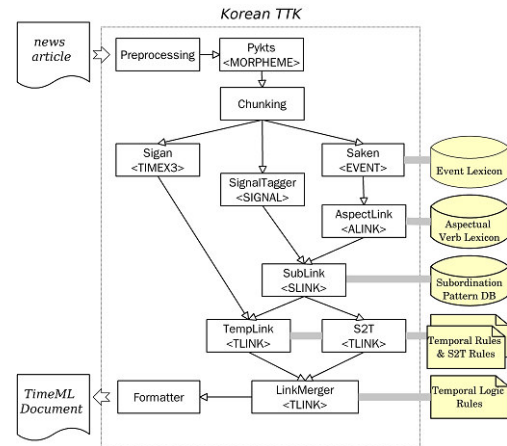 Korean TTK
news
article
Preprocessing
Pykts
<MORPHEME>
Chunking
Sigan
<TIMEX3>
SignalTagger
<SIGNAL>
Saken
<EVENT>
Event Lexicon
AspectLink
<ALINK>
Aspectual
Verb Lexicon
SubLink
<SLINK>
Subordination
Pattern DB
TempLink
<TLINK>
S2T
<TLINK>
Temporal Rules
& S2T Rules
TimeML
Document
Formatter
LinkMerger
<TLINK>
Temporal Logic
Rules